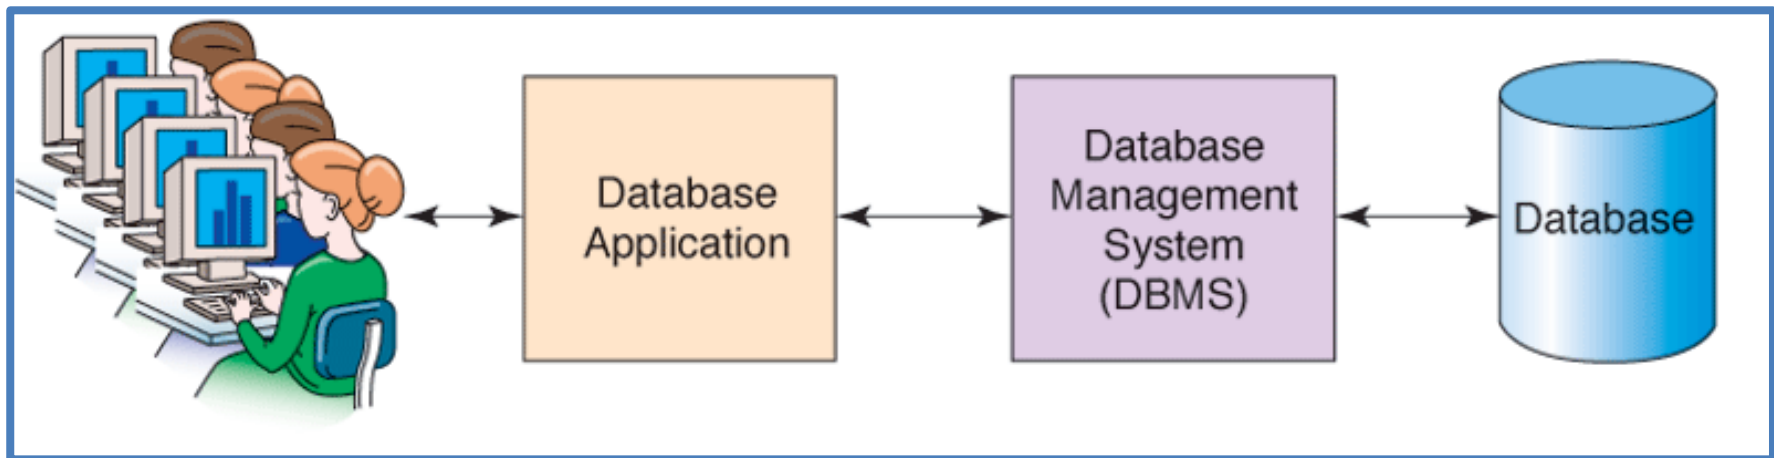 Database
Application
Database
Management
System
(DBMS)
Database